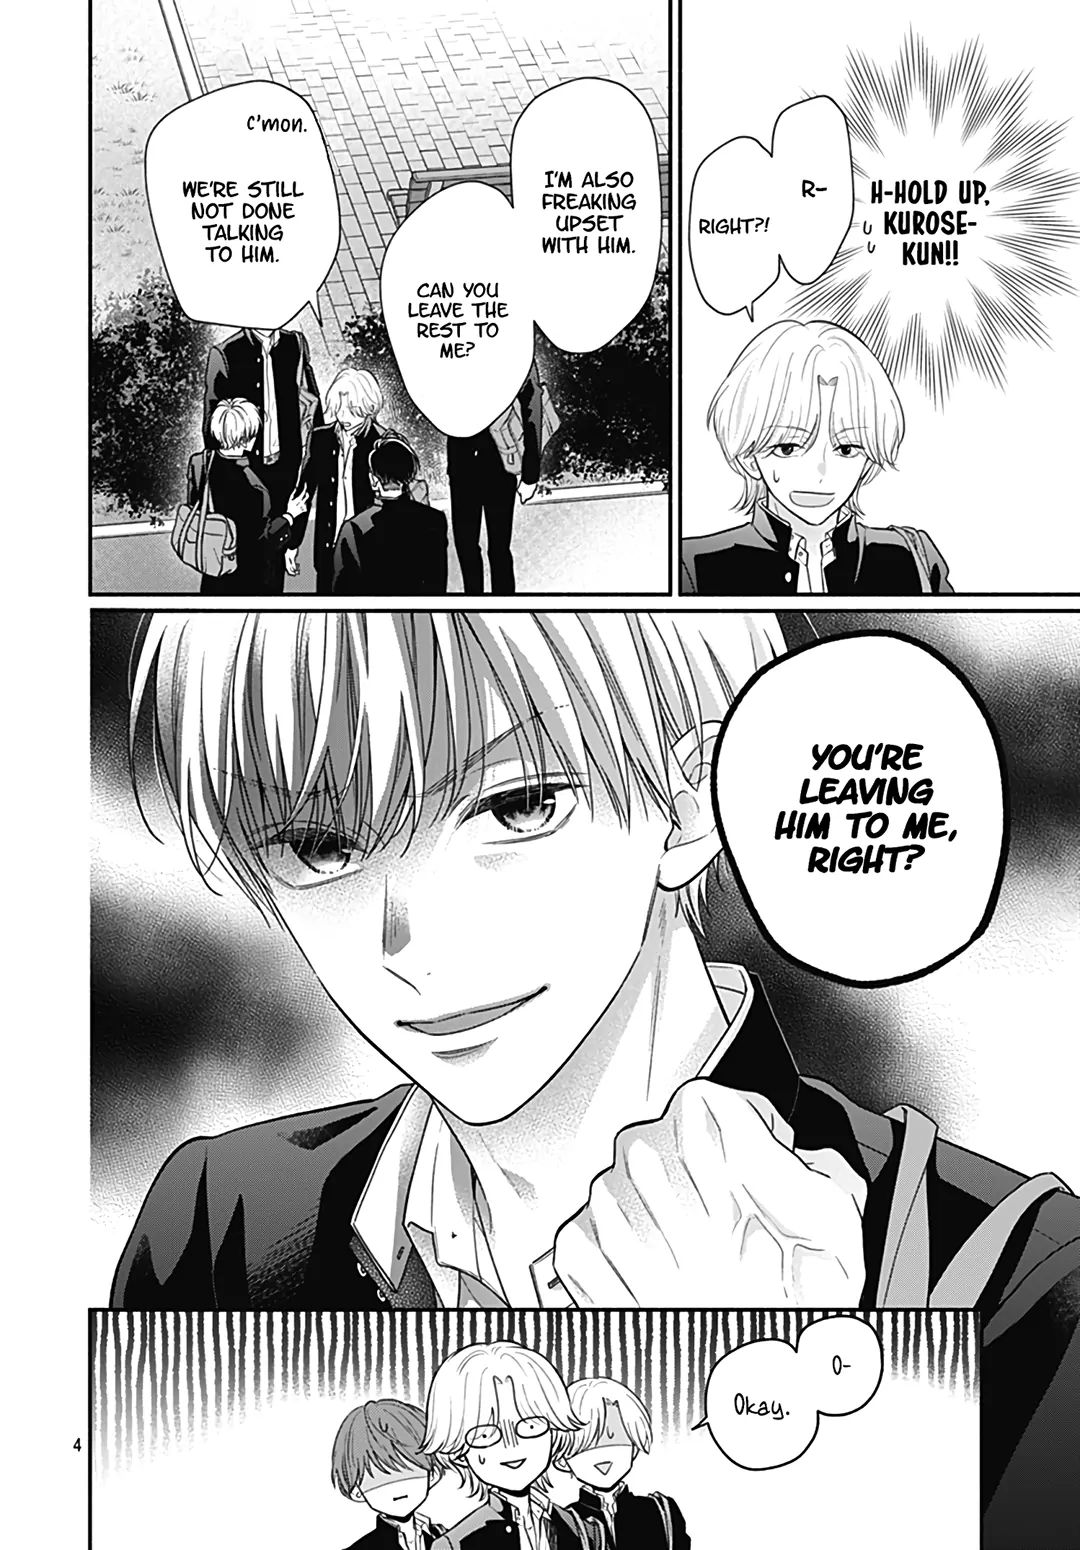 H-HOLD UP,
KUROSE-
KUN!!
R-
RIGHT?!
I'M ALSO
FREAKING
UPSET
WITH HIM.
CAN YOU
LEAVE THE
REST TO
ME?
C'mon.
WE'RE STILL
NOT DONE
TALKING
TO HIM.
YOU'RE
LEAVING
HIM TO ME,
RIGHT?
O-
Okay.
4